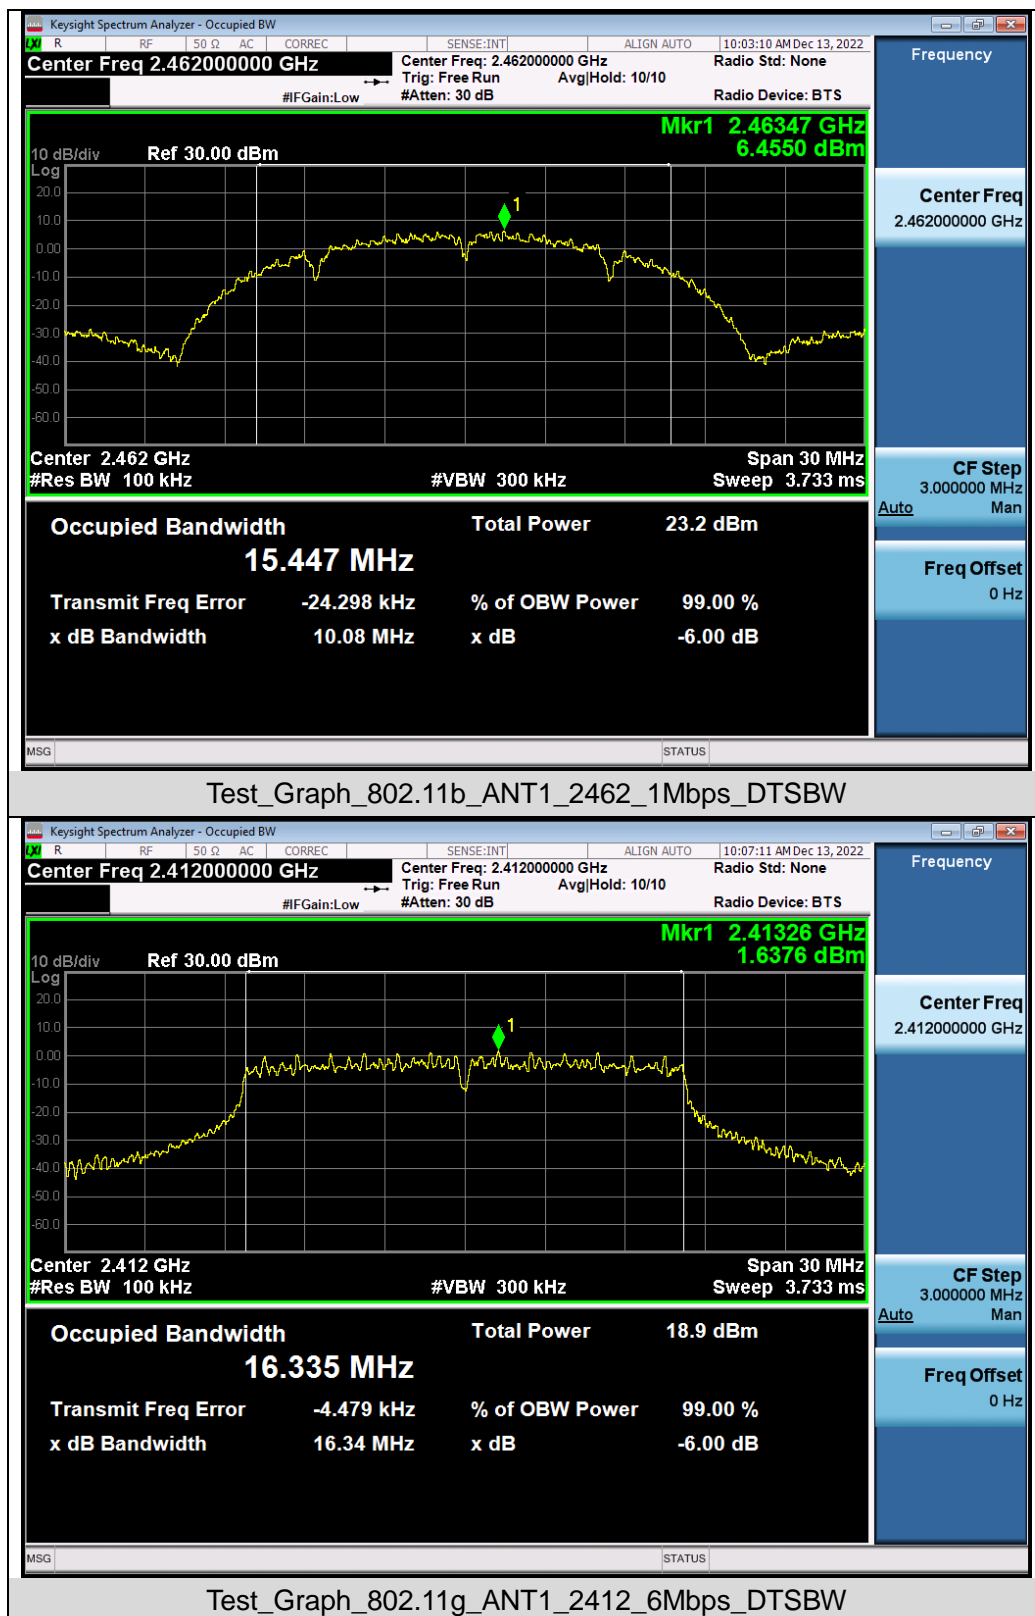 Keysight Spectrum Analyzer - Occupied BW
LXI R RF 50 Ω AC CORREC SENSE:INT ALIGN AUTO 10:03:10 AM Dec 13, 2022
Center Freq 2.462000000 GHz
Center Freq: 2.462000000 GHz
Radio Std: None
Trig: Free Run Avg|Hold: 10/10
#IFGain:Low #Atten: 30 dB Radio Device: BTS
Mkr1 2.46347 GHz
6.4550 dBm
10 dB/div Ref 30.00 dBm
Log
20.0
10.0
0.00
-10.0
-20.0
-30.0
-40.0
-50.0
-60.0
1
Center 2.462 GHz Span 30 MHz
#Res BW 100 kHz #VBW 300 kHz Sweep 3.733 ms
Occupied Bandwidth Total Power 23.2 dBm
15.447 MHz
Transmit Freq Error -24.298 kHz % of OBW Power 99.00 %
x dB Bandwidth 10.08 MHz x dB -6.00 dB
MSG STATUS
Frequency
Center Freq
2.462000000 GHz
CF Step
3.000000 MHz
Auto Man
Freq Offset
0 Hz
Test_Graph_802.11b_ANT1_2462_1Mbps_DTSBW
Keysight Spectrum Analyzer - Occupied BW
LXI R RF 50 Ω AC CORREC SENSE:INT ALIGN AUTO 10:07:11 AM Dec 13, 2022
Center Freq 2.412000000 GHz
Center Freq: 2.412000000 GHz
Radio Std: None
Trig: Free Run Avg|Hold: 10/10
#IFGain:Low #Atten: 30 dB Radio Device: BTS
Mkr1 2.41326 GHz
1.6376 dBm
10 dB/div Ref 30.00 dBm
Log
20.0
10.0
0.00
-10.0
-20.0
-30.0
-40.0
-50.0
-60.0
1
Center 2.412 GHz Span 30 MHz
#Res BW 100 kHz #VBW 300 kHz Sweep 3.733 ms
Occupied Bandwidth Total Power 18.9 dBm
16.335 MHz
Transmit Freq Error -4.479 kHz % of OBW Power 99.00 %
x dB Bandwidth 16.34 MHz x dB -6.00 dB
MSG STATUS
Frequency
Center Freq
2.412000000 GHz
CF Step
3.000000 MHz
Auto Man
Freq Offset
0 Hz
Test_Graph_802.11g_ANT1_2412_6Mbps_DTSBW